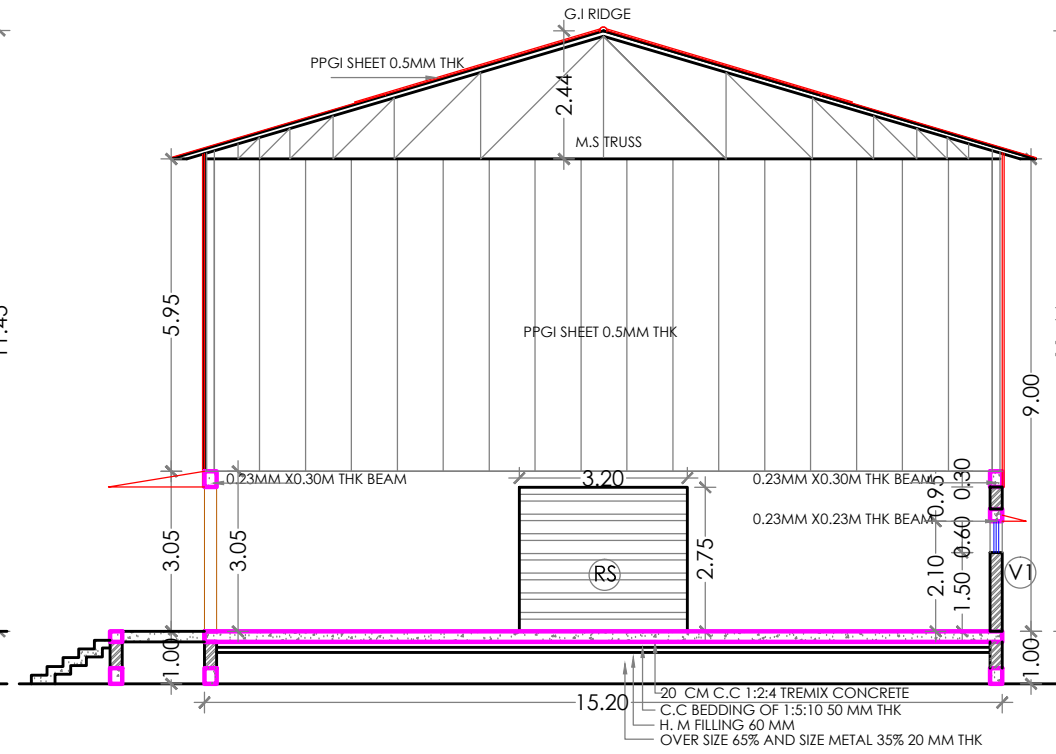 G.I RIDGE
PPGI SHEET 0.5MM THK
2.44
M.S TRUSS
5.95
PPGI SHEET 0.5MM THK
9.00
0.23MM X0.30M THK BEAM
3.20
0.23MM X0.30M THK BEAM
0.30
0.95
0.23MM X0.23M THK BEAM
3.05
3.05
2.75
0.60
RS
2.10
1.50
V1
1.00
1.00
15.20
20 CM C.C 1:2:4 TREMIX CONCRETE
C.C BEDDING OF 1:5:10 50 MM THK
H. M FILLING 60 MM
OVER SIZE 65% AND SIZE METAL 35% 20 MM THK